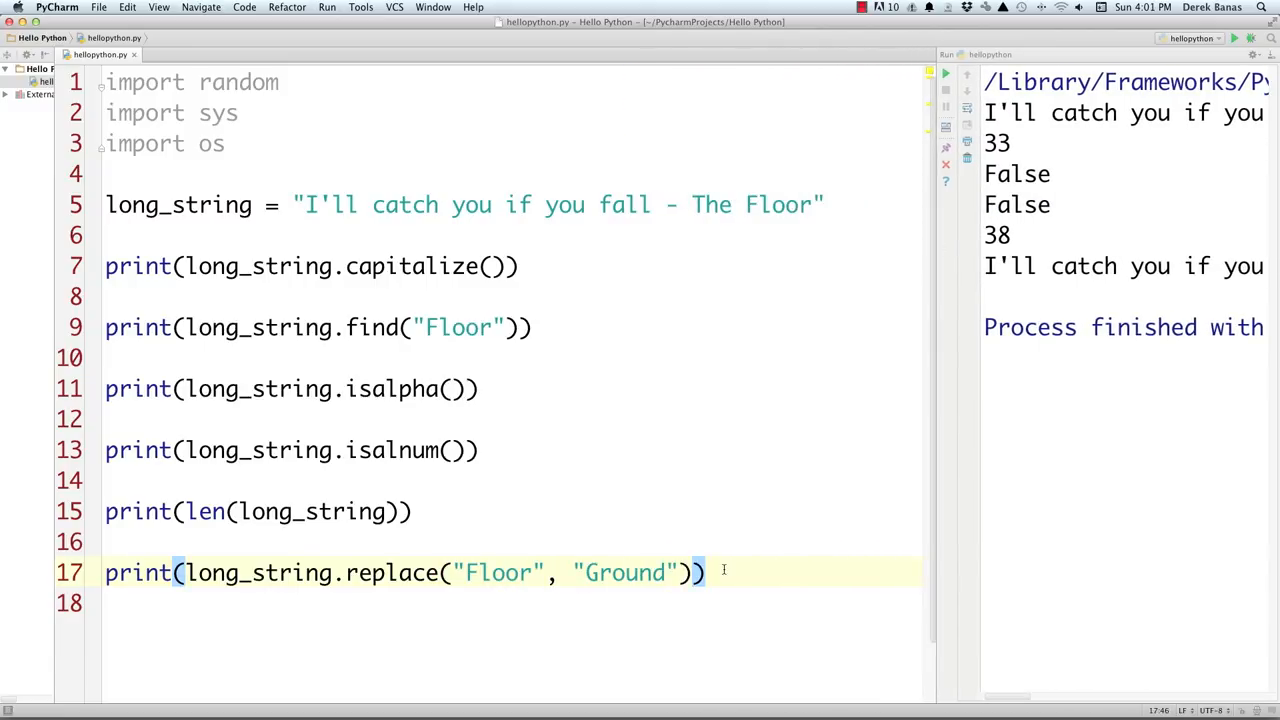 PyCharm File Edit View Navigate Code Refactor Run Tools VCS Window Help 10 Sun 4:01 PM Derek Banas
hellopython.py - Hello Python - [~/PycharmProjects/Hello Python]
Hello Python hellopython.py hellopython
hellopython.py Run hellopython
1 import random
2 import sys
3 import os
4
5 long_string = "I'll catch you if you fall - The Floor"
6
7 print(long_string.capitalize())
8
9 print(long_string.find("Floor"))
10
11 print(long_string.isalpha())
12
13 print(long_string.isalnum())
14
15 print(len(long_string))
16
17 print(long_string.replace("Floor", "Ground"))
18
Hello
hell
Extern
/Library/Frameworks/Py
I'll catch you if you
33
False
False
38
I'll catch you if you
Process finished with
17:46 LF UTF-8